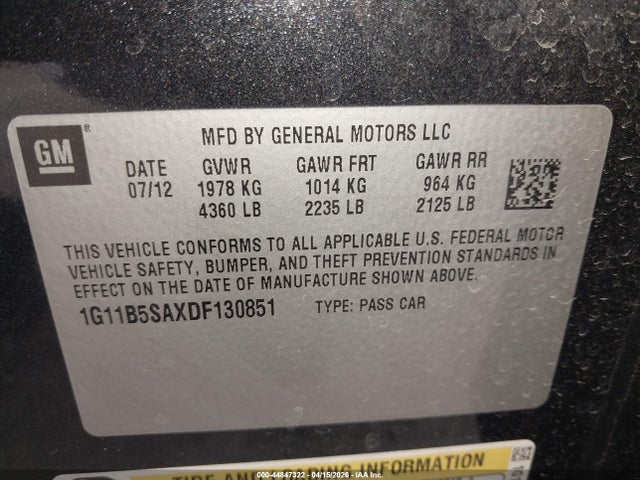 GM®
MFD BY GENERAL MOTORS LLC
DATE GVWR GAWR FRT GAWR RR
07/12 1978 KG 1014 KG 964 KG
4360 LB 2235 LB 2125 LB
THIS VEHICLE CONFORMS TO ALL APPLICABLE U.S. FEDERAL MOTOR
VEHICLE SAFETY, BUMPER, AND THEFT PREVENTION STANDARDS IN
EFFECT ON THE DATE OF MANUFACTURE SHOWN ABOVE.
1G11B5SAXDF130851 TYPE: PASS CAR
TIRE AND INFORMATION
000-44847322 | 04/15/2026 - IAA Inc.